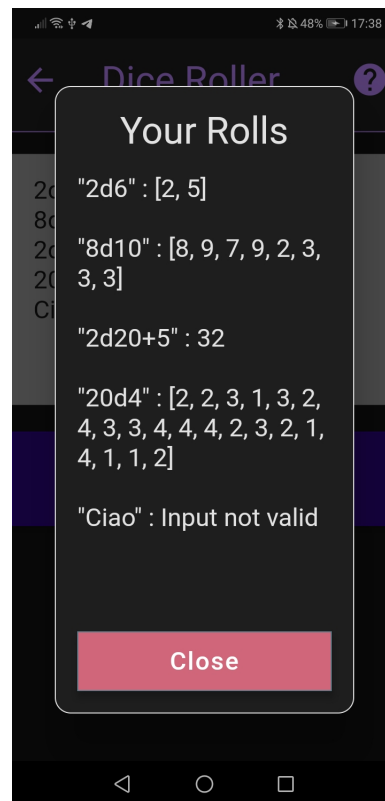 48% 17:38
Dice Roller ?
Your Rolls
"2d6" : [2, 5]
"8d10" : [8, 9, 7, 9, 2, 3,
3, 3]
"2d20+5" : 32
"20d4" : [2, 2, 3, 1, 3, 2,
4, 3, 3, 4, 4, 4, 2, 3, 2, 1,
4, 1, 1, 2]
"Ciao" : Input not valid
Close